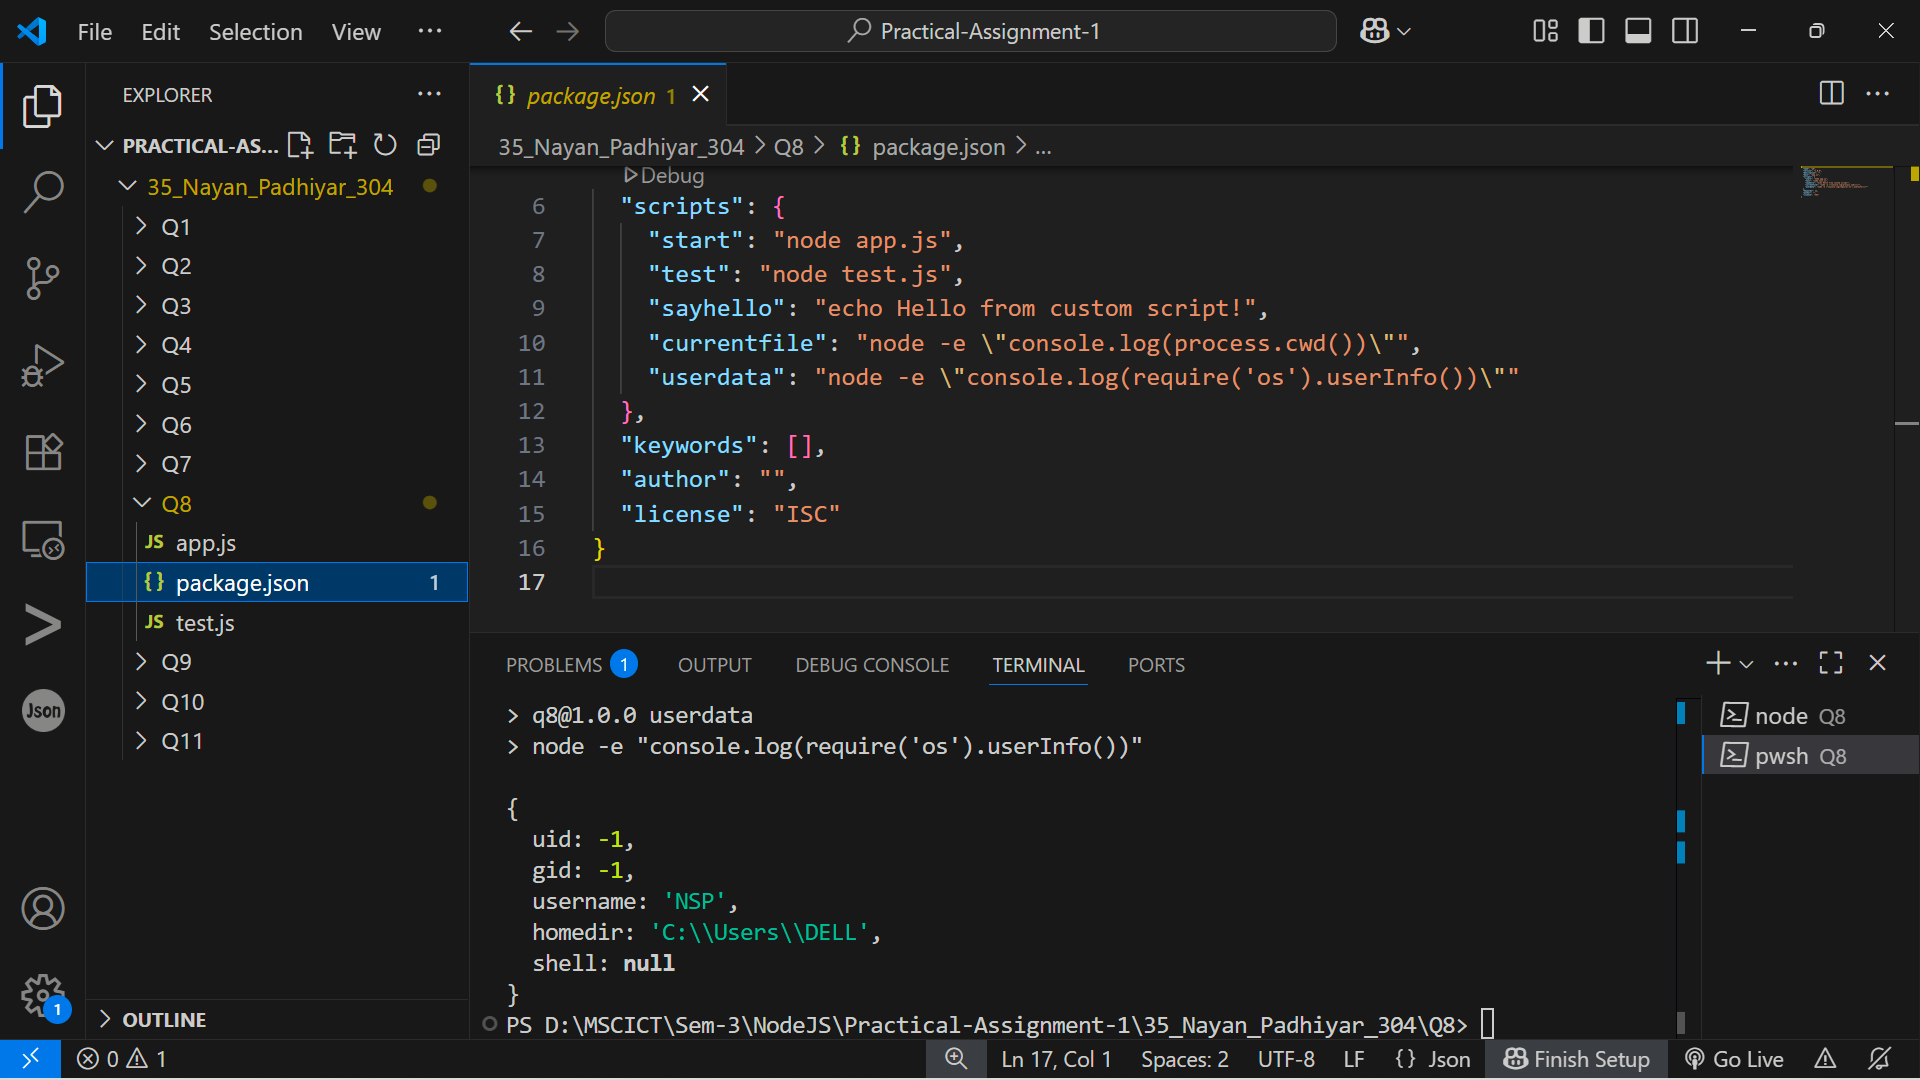 File Edit Selection View ...
Practical-Assignment-1
EXPLORER
PRACTICAL-AS...
35_Nayan_Padhiyar_304
Q1
Q2
Q3
Q4
Q5
Q6
Q7
Q8
JS app.js
{} package.json 1
JS test.js
Q9
Q10
Q11
OUTLINE
Json
1
{} package.json 1
35_Nayan_Padhiyar_304 > Q8 > {} package.json > ...
Debug
6 "scripts": {
7 "start": "node app.js",
8 "test": "node test.js",
9 "sayhello": "echo Hello from custom script!",
10 "currentfile": "node -e \"console.log(process.cwd())\"",
11 "userdata": "node -e \"console.log(require('os').userInfo())\""
12 },
13 "keywords": [],
14 "author": "",
15 "license": "ISC"
16 }
17
PROBLEMS 1 OUTPUT DEBUG CONSOLE TERMINAL PORTS
> q8@1.0.0 userdata
> node -e "console.log(require('os').userInfo())"
{
uid: -1,
gid: -1,
username: 'NSP',
homedir: 'C:\\Users\\DELL',
shell: null
}
PS D:\MSCICT\Sem-3\NodeJS\Practical-Assignment-1\35_Nayan_Padhiyar_304\Q8>
node Q8
pwsh Q8
0 1
Ln 17, Col 1 Spaces: 2 UTF-8 LF {} Json Finish Setup Go Live